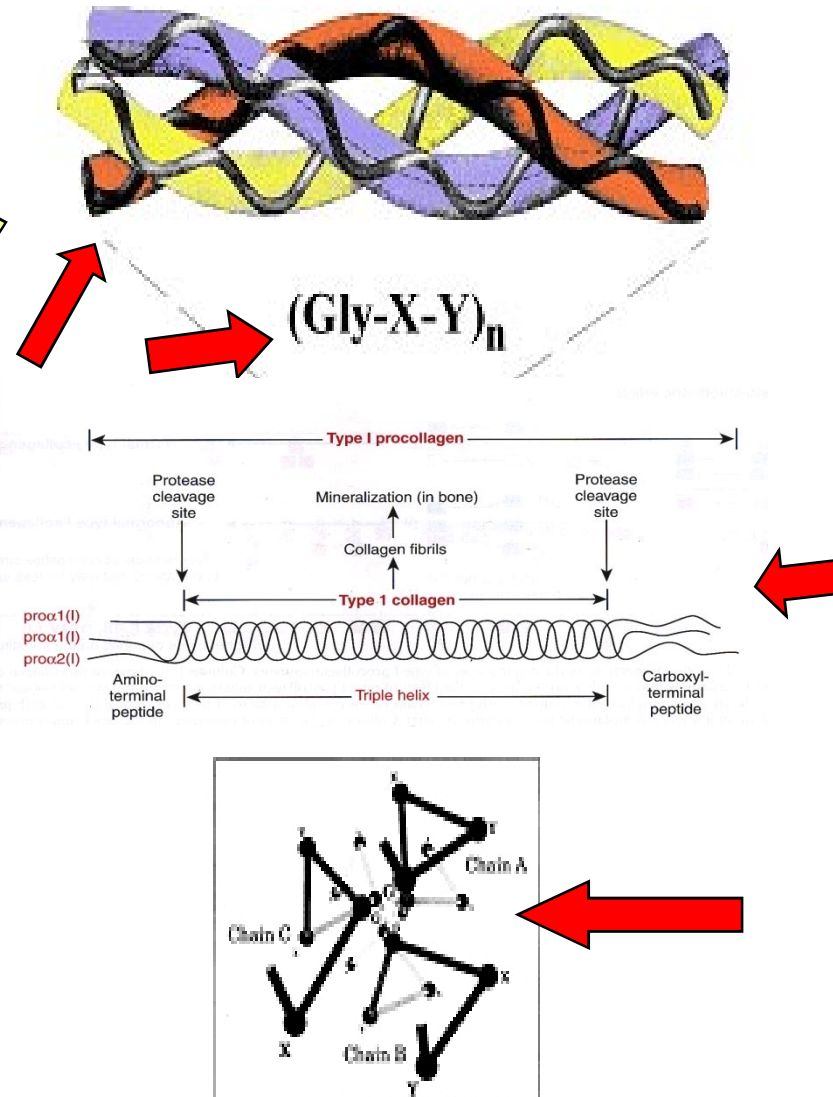 (Gly-X-Y)n
Type I procollagen
Protease
cleavage
site
Mineralization (in bone)
Protease
cleavage
site
Collagen fibrils
Type 1 collagen
proα1(I)
proα1(I)
proα2(I)
Amino-
terminal
peptide
Triple helix
Carboxyl-
terminal
peptide
Y
Chain A
Chain C
X
X
Chain B
Y